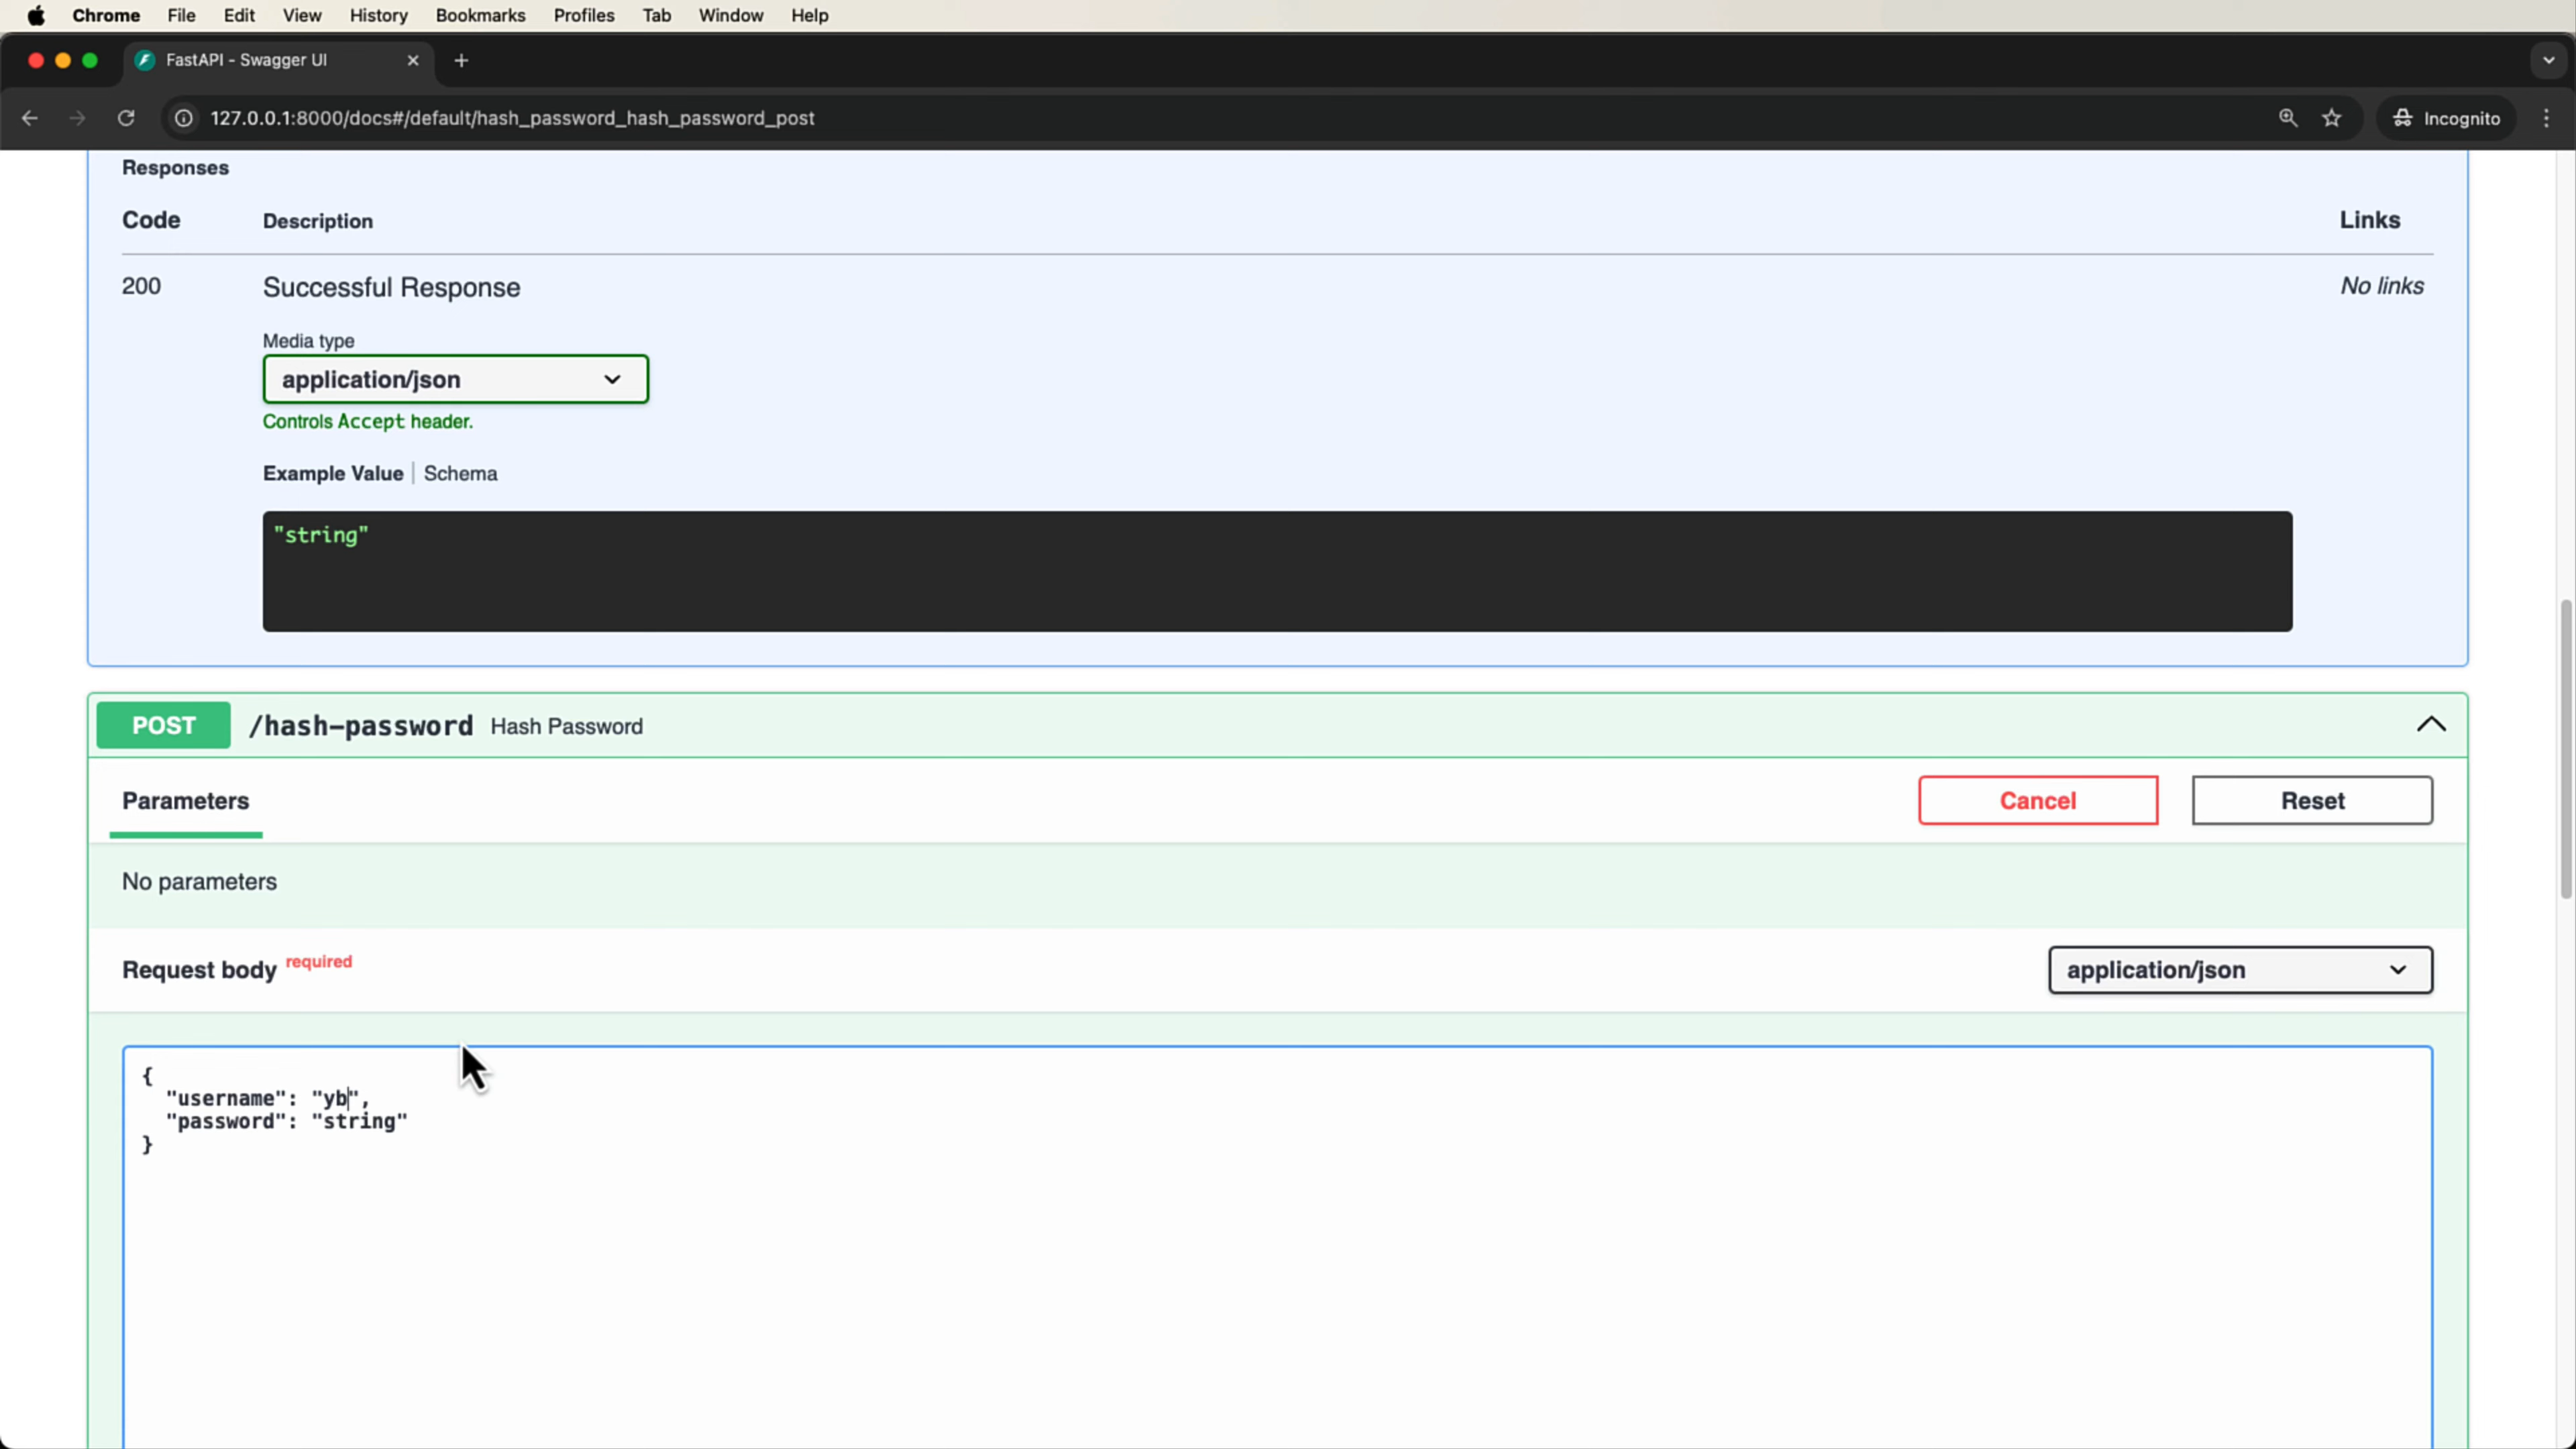 Chrome File Edit View History Bookmarks Profiles Tab Window Help
FastAPI - Swagger UI
127.0.0.1:8000/docs#/default/hash_password_hash_password_post
Incognito
Responses
Code Description Links
200 Successful Response No links
Media type
application/json
Controls Accept header.
Example Value Schema
"string"
POST /hash-password Hash Password
Parameters Cancel Reset
No parameters
Request body required application/json
{
"username": "yb",
"password": "string"
}